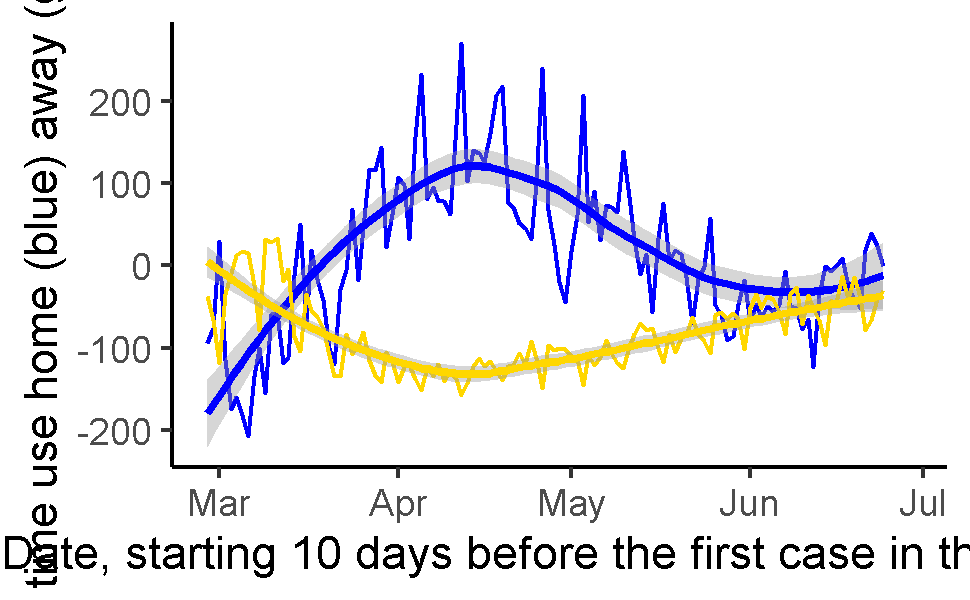 time use home (blue) away (
200
100
0
-100
-200
Mar Apr May Jun Jul
Date, starting 10 days before the first case in th